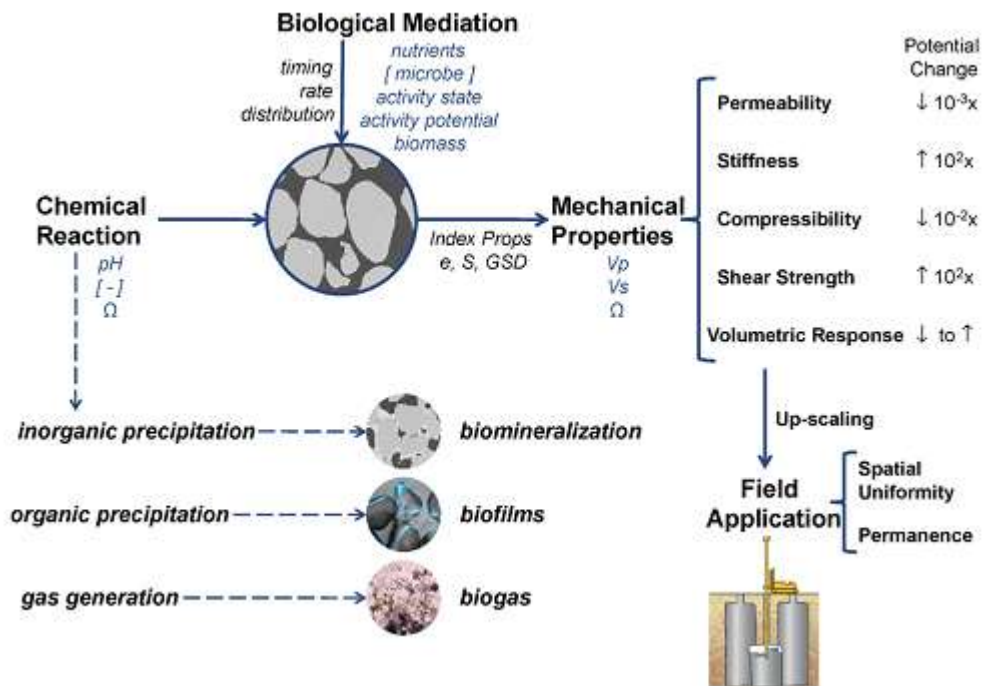 Biological Mediation
nutrients
[ microbe ]
activity state
activity potential
biomass
timing
rate
distribution
Chemical
Reaction
pH
[ - ]
Ω
Index Props
e, S, GSD
Mechanical
Properties
Vp
Vs
Ω
Potential
Change
Permeability ↓ 10⁻³x
Stiffness ↑ 10²x
Compressibility ↓ 10⁻²x
Shear Strength ↑ 10²x
Volumetric Response ↓ to ↑
inorganic precipitation
biomineralization
organic precipitation
biofilms
gas generation
biogas
Up-scaling
Field
Application
Spatial
Uniformity
Permanence